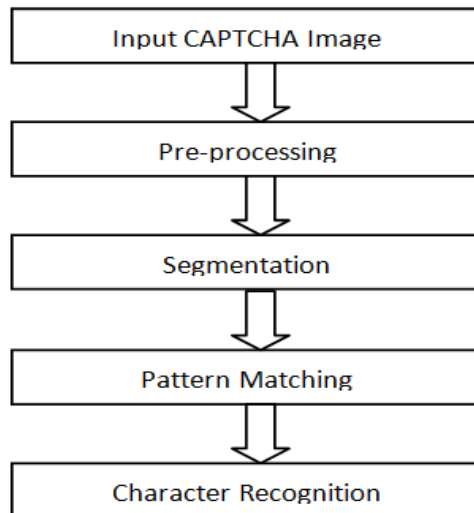 Input CAPTCHA Image
Pre-processing
Segmentation
Pattern Matching
Character Recognition